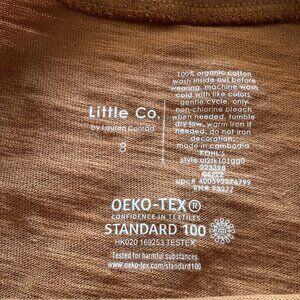 Little Co.
by Lauren Conrad
8
100% organic cotton
wash inside out before
wearing. machine wash
cold with like colors,
gentle cycle. only
non-chlorine bleach
when needed. tumble
dry low. warm iron if
needed; do not iron
decoration.
made in cambodia
KOHL'S
RN# 73277
OEKO-TEX®
CONFIDENCE IN TEXTILES
STANDARD 100
HK020 169253 TESTEX
Tested for harmful substances.
www.oeko-tex.com/standard100